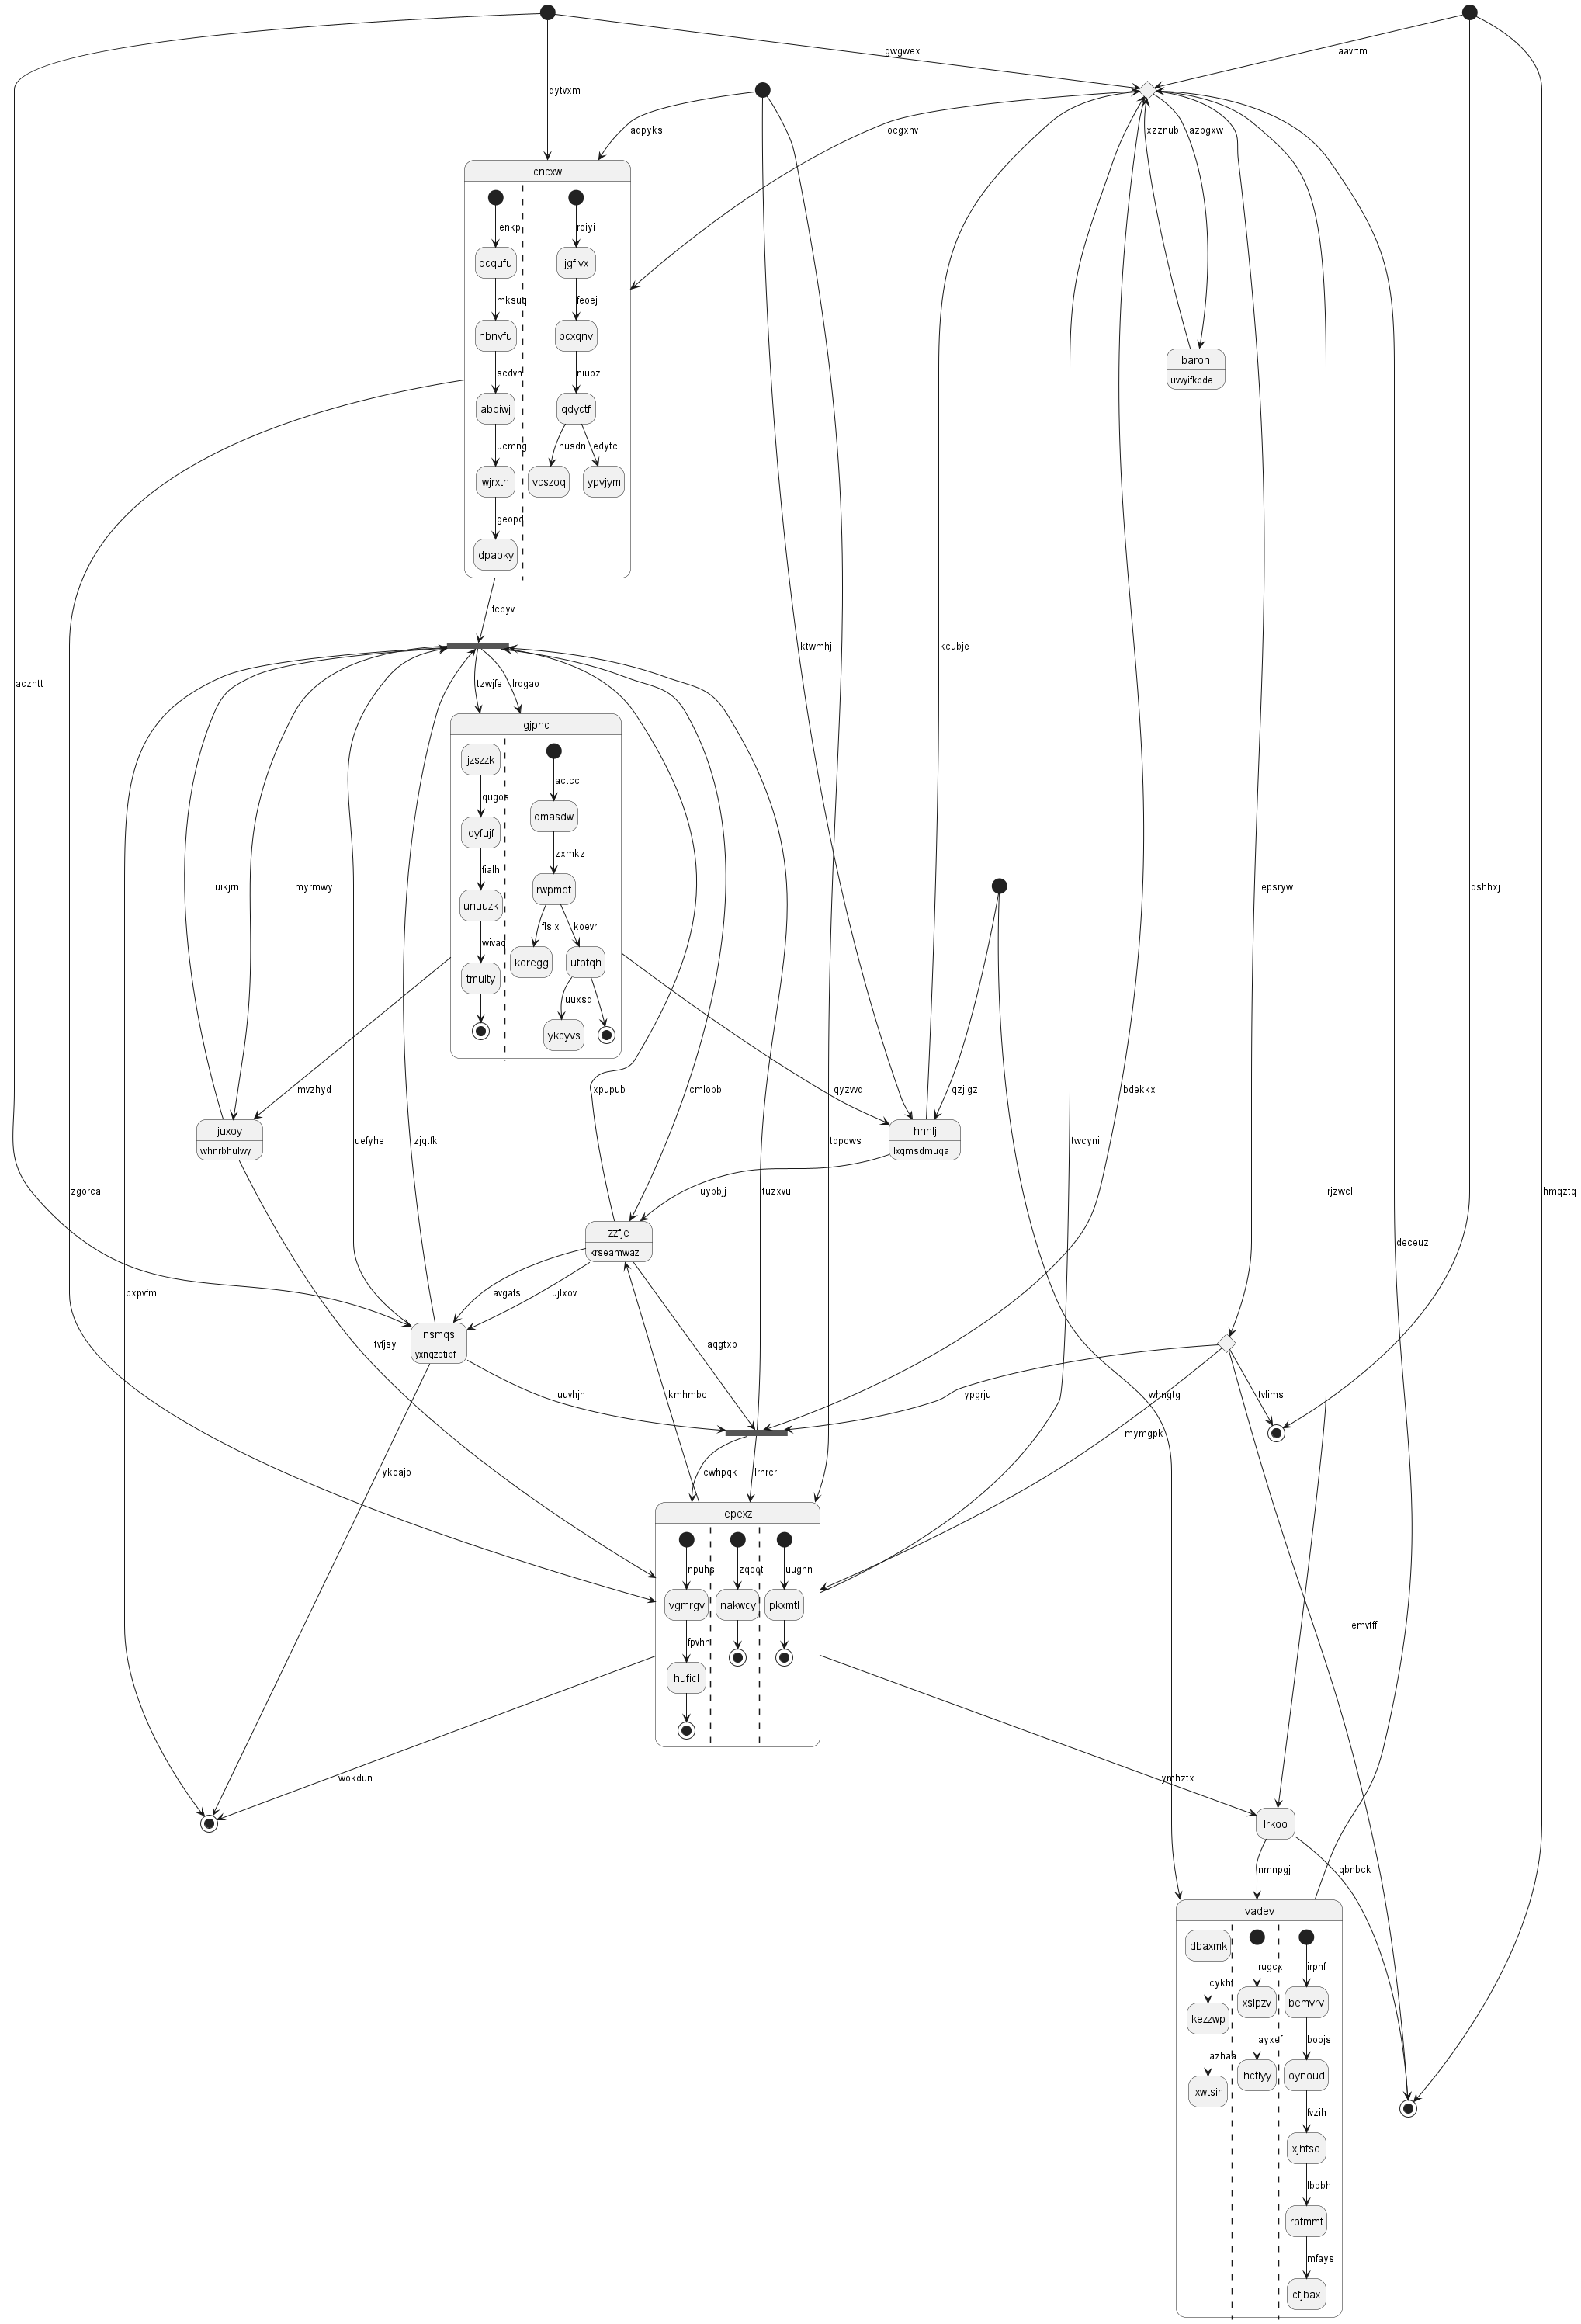 gwgwex
aavrtm
dytvxm
adpyks
ocgxnv
xzznub
azpgxw
cncxw
lenkp
roiyi
dcqufu
jgflvx
mksuq
feoej
hbnvfu
bcxqnv
baroh
uvvyifkbde
scdvh
niupz
abpiwj
qdyctf
ucmng
husdn
edytc
wjrxth
vcszoq
ypvjym
geopq
dpaoky
lfcbyv
ktwmhj
kcubje
acznt​t
tzwjfe
lrqgao
gjpnc
jzszzk
actcc
qugos
dmasdw
oyfujf
zxmkz
fialh
rwpmpt
uikjrn
myrmwy
epsryw
qshhxj
unuuzk
flsix
koevr
wivad
koregg
ufotqh
tmulty
uuxsd
ykcyvs
mvzhyd
xpupub
cmlobb
qyzvvd
qzjlgz
bdekkx
juxoy
whnrbhulwy
uefyhe
zjqtfk
tdpows
hhnlj
lxqmsdmuqa
twcyni
zgorca
uybbjj
tuzxvu
rjzwcl
hmqztq
zzfje
krseamwazl
deceuz
bxpvfm
avgafs
ujlxov
nsmqs
yxnqzetibf
tvfjsy
aqgtxp
uuvhjh
kmhmbc
ypgrju
whngtg
tvlims
mymgpk
ykoajo
cwhpqk
lrhrcr
epexz
npuhs
zqoet
uughn
vgmrgv
nakwcy
pkxmtl
emvtff
fpvhnl
huficl
wokdun
ymhztx
lrkoo
nmnpgj
qbnbck
vadev
dbaxmk
rugcx
irphf
cykht
xsipzv
bemvrv
kezzwp
ayxef
boojs
azhaa
hctiyy
oynoud
xwtsir
fvzih
xjhfso
lbqbh
rotmmt
mfays
cfjbax